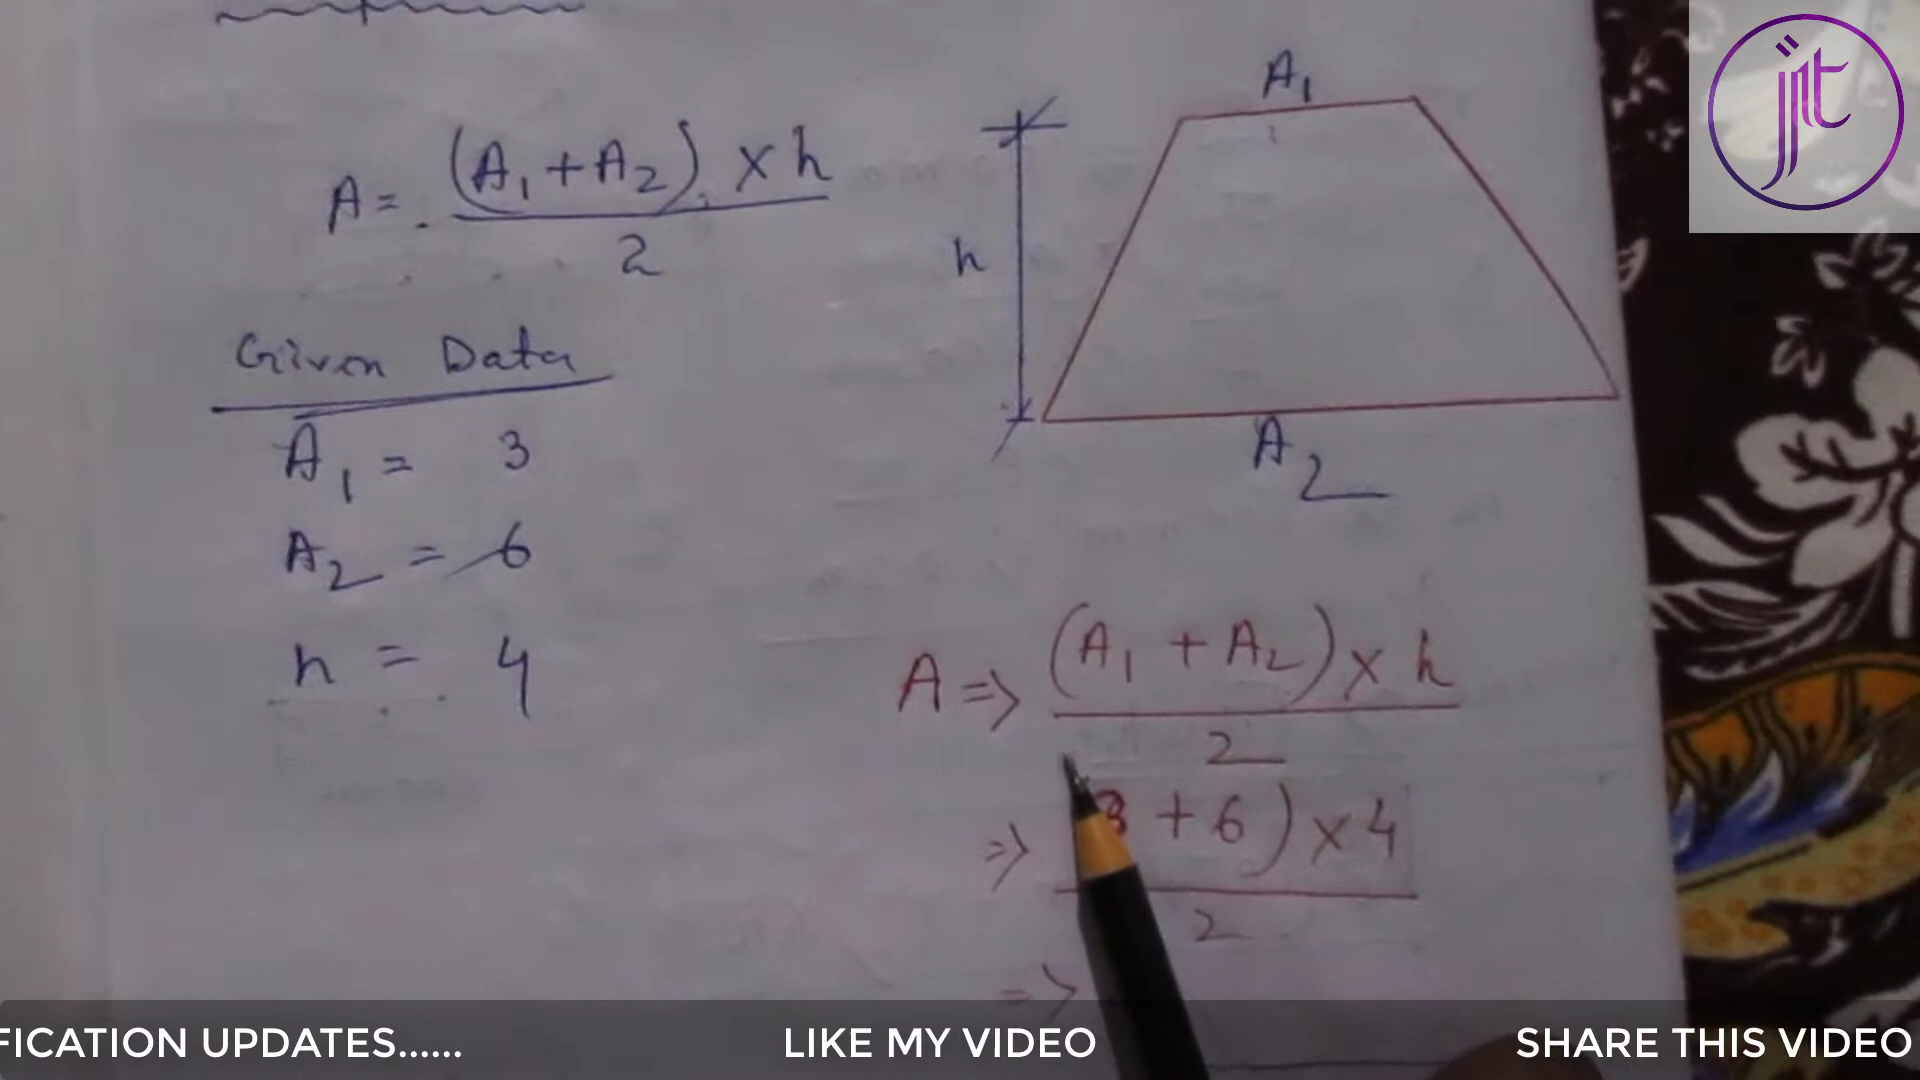 A = (A1 + A2) x h
2
Given Data
A1 = 3
A2 = 6
h = 4
A1
h
A2
A => (A1 + A2) x h
2
=> 3 + 6) x 4
2
=>
jjt
FICATION UPDATES...... LIKE MY VIDEO SHARE THIS VIDEO